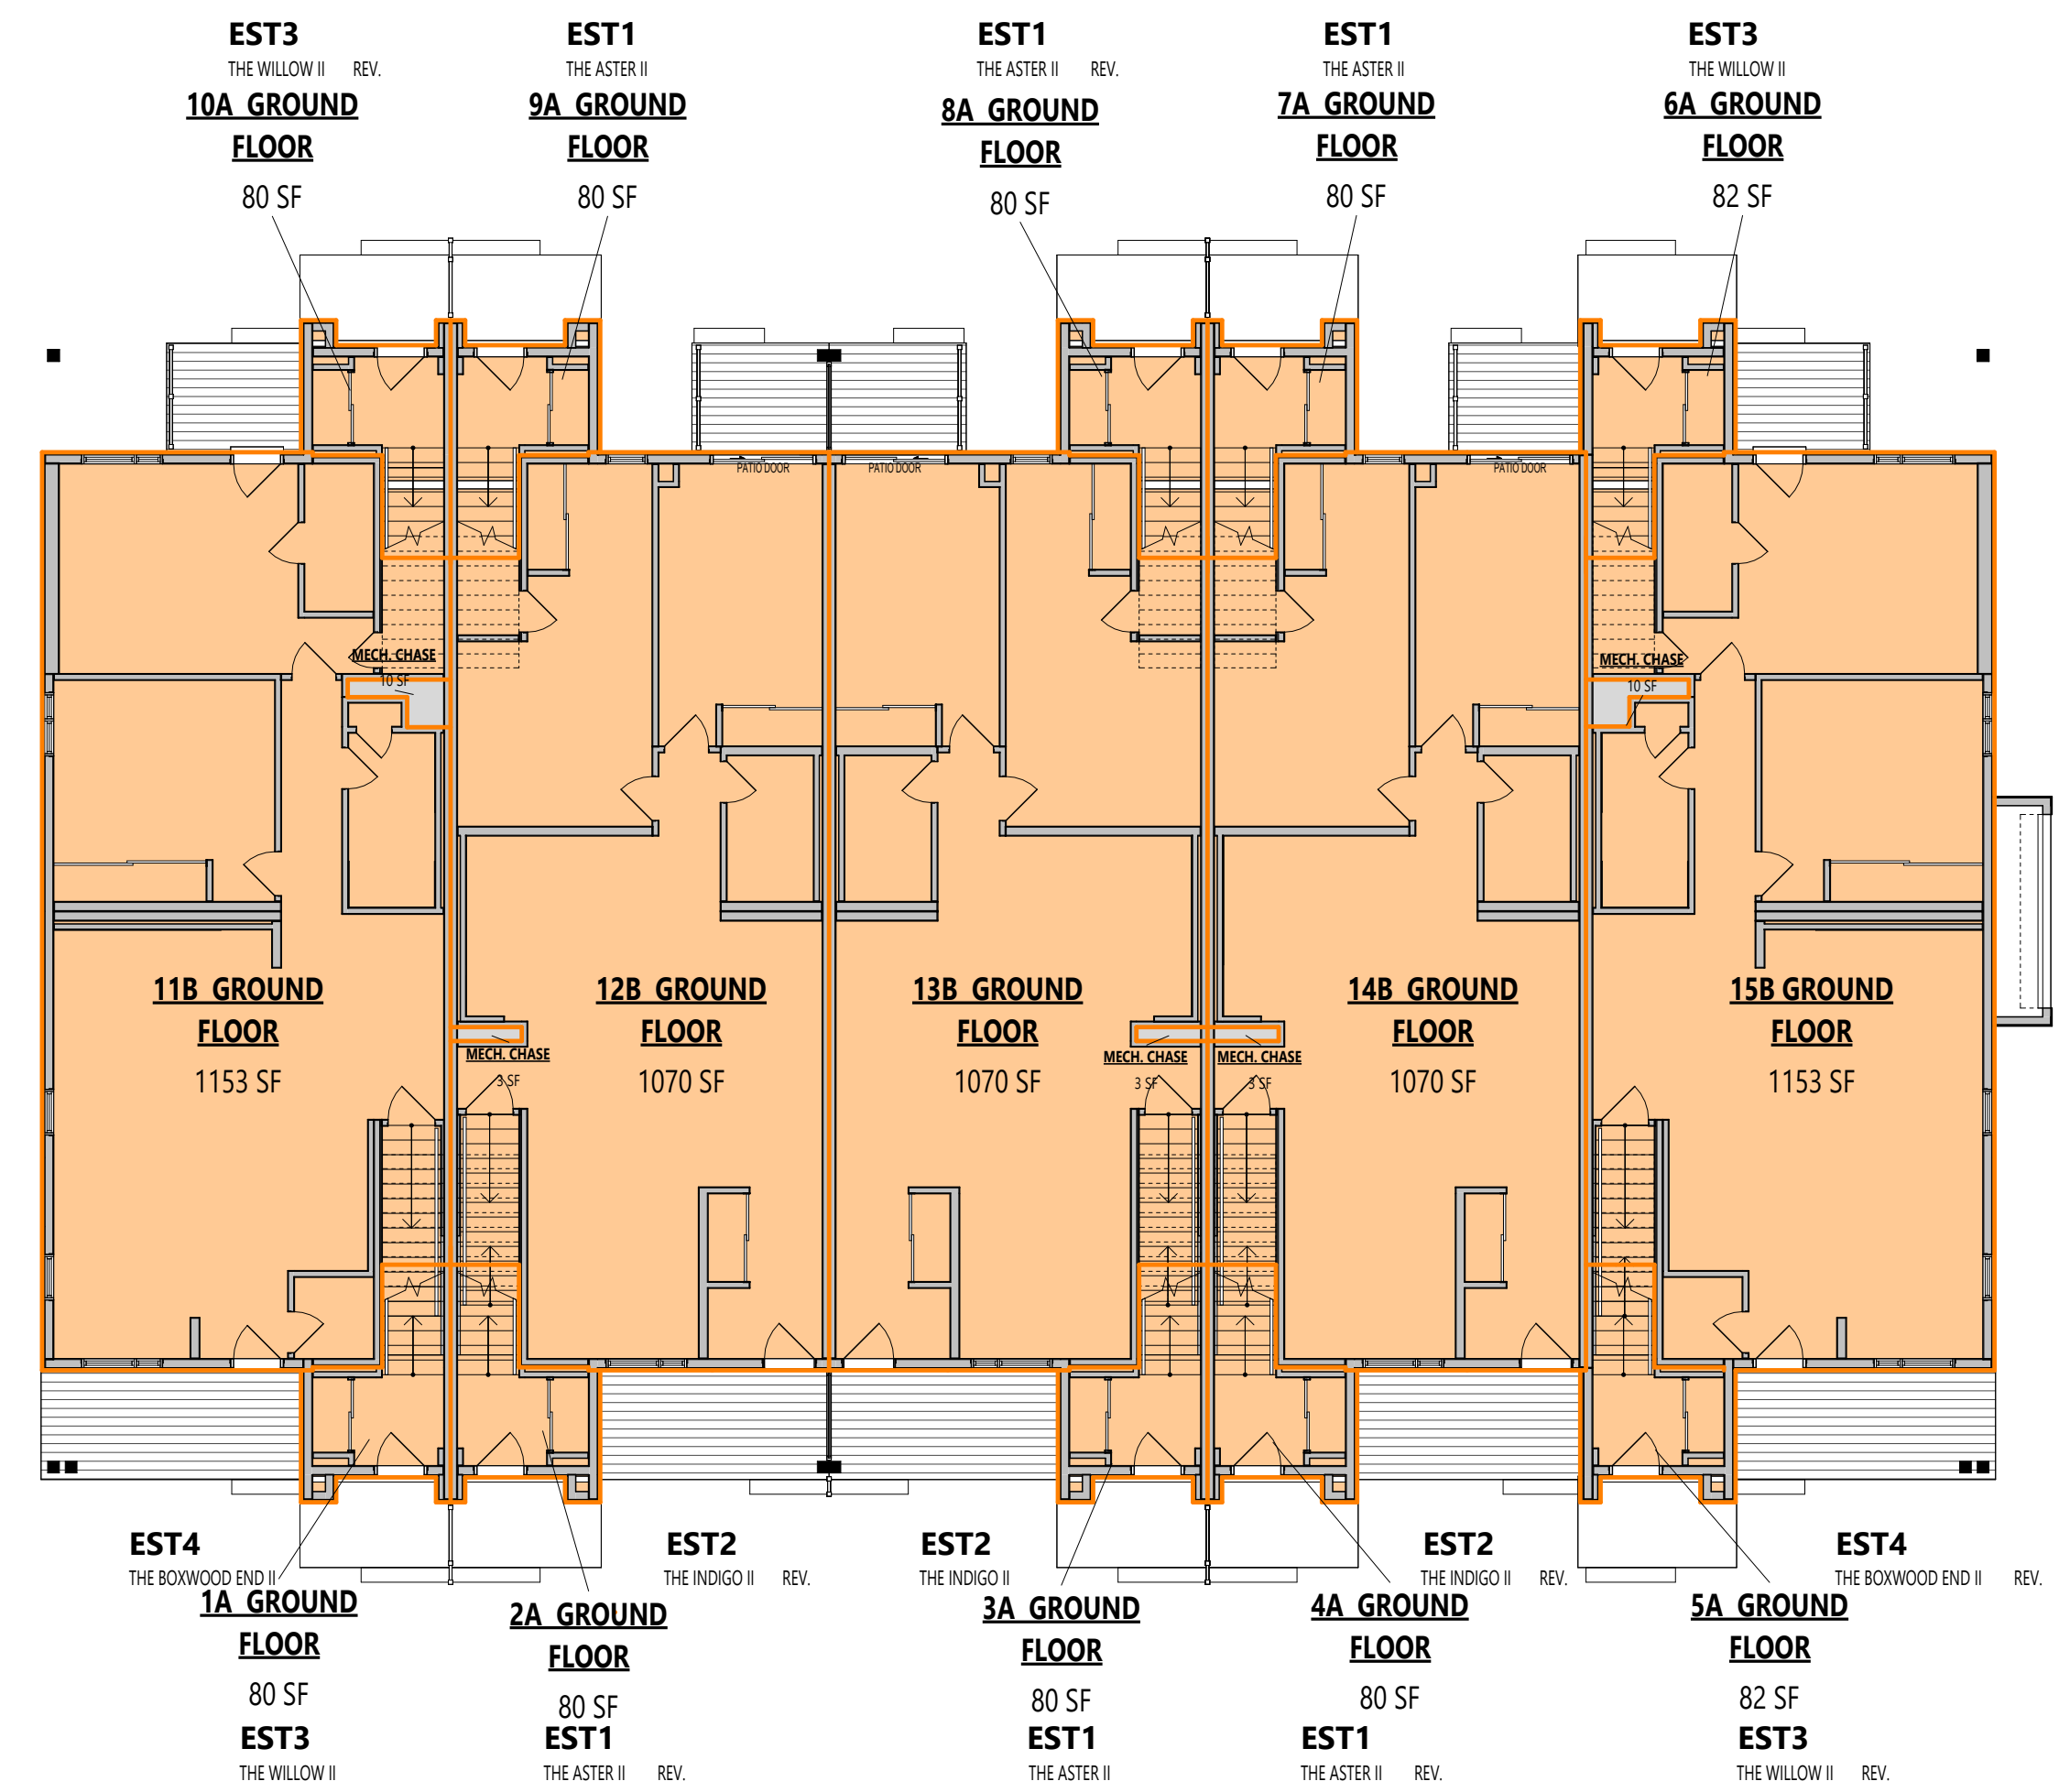 EST3
THE WILLOW II REV.
10A GROUND
FLOOR
80 SF
EST1
THE ASTER II
9A GROUND
FLOOR
80 SF
EST1
THE ASTER II REV.
8A GROUND
FLOOR
80 SF
EST1
THE ASTER II
7A GROUND
FLOOR
80 SF
EST3
THE WILLOW II
6A GROUND
FLOOR
82 SF
PATIO DOOR
PATIO DOOR
PATIO DOOR
MECH. CHASE
10 SF
MECH. CHASE
10 SF
11B GROUND
FLOOR
1153 SF
12B GROUND
FLOOR
1070 SF
13B GROUND
FLOOR
1070 SF
14B GROUND
FLOOR
1070 SF
15B GROUND
FLOOR
1153 SF
MECH. CHASE
3 SF
MECH. CHASE
3 SF
MECH. CHASE
3 SF
EST4
THE BOXWOOD END II
EST2
THE INDIGO II REV.
EST2
THE INDIGO II
EST2
THE INDIGO II REV.
EST4
THE BOXWOOD END II REV.
1A GROUND
FLOOR
80 SF
EST3
THE WILLOW II
2A GROUND
FLOOR
80 SF
EST1
THE ASTER II REV.
3A GROUND
FLOOR
80 SF
EST1
THE ASTER II
4A GROUND
FLOOR
80 SF
EST1
THE ASTER II REV.
5A GROUND
FLOOR
82 SF
EST3
THE WILLOW II REV.